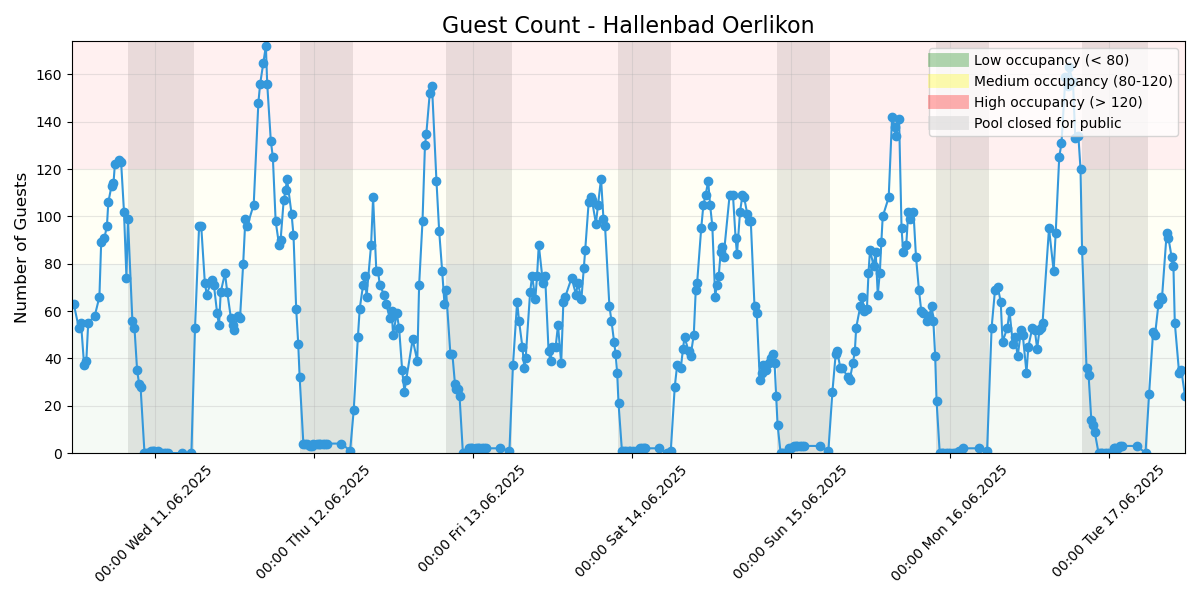 Guest Count - Hallenbad Oerlikon
Number of Guests
160
140
120
100
80
60
40
20
0
Low occupancy (< 80)
Medium occupancy (80-120)
High occupancy (> 120)
Pool closed for public
00:00 Wed 11.06.2025
00:00 Thu 12.06.2025
00:00 Fri 13.06.2025
00:00 Sat 14.06.2025
00:00 Sun 15.06.2025
00:00 Mon 16.06.2025
00:00 Tue 17.06.2025